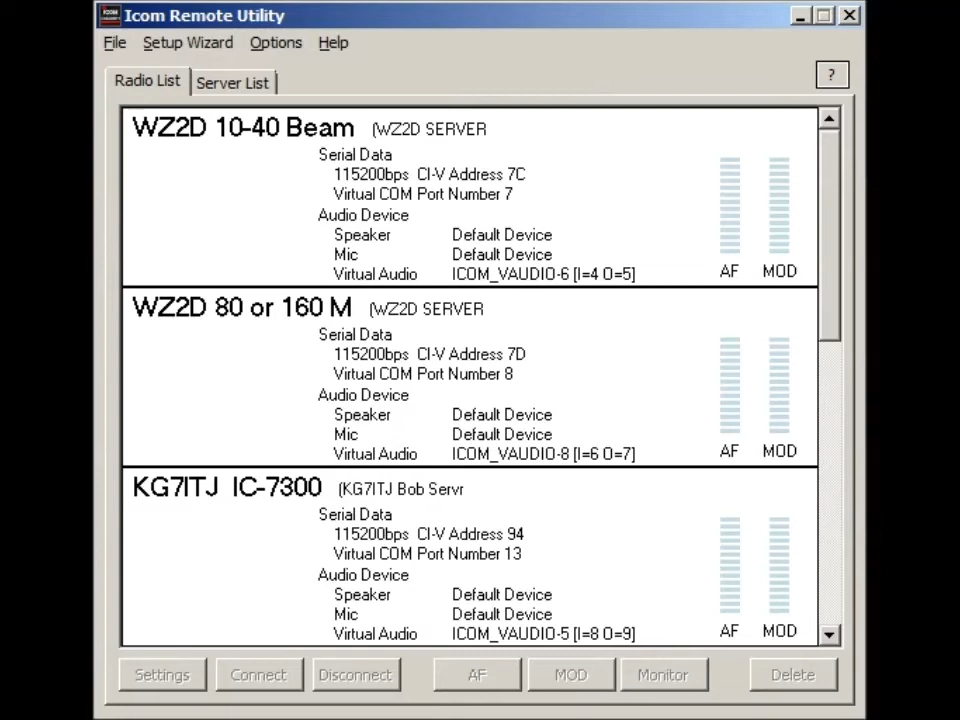 Icom Remote Utility
File Setup Wizard Options Help
Radio List Server List ?
WZ2D 10-40 Beam (WZ2D SERVER
Serial Data
115200bps CI-V Address 7C
Virtual COM Port Number 7
Audio Device
Speaker Default Device
Mic Default Device
Virtual Audio ICOM_VAUDIO-6 [I=4 O=5]
AF MOD
WZ2D 80 or 160 M (WZ2D SERVER
Serial Data
115200bps CI-V Address 7D
Virtual COM Port Number 8
Audio Device
Speaker Default Device
Mic Default Device
Virtual Audio ICOM_VAUDIO-8 [I=6 O=7]
AF MOD
KG7ITJ IC-7300 (KG7ITJ Bob Servr
Serial Data
115200bps CI-V Address 94
Virtual COM Port Number 13
Audio Device
Speaker Default Device
Mic Default Device
Virtual Audio ICOM_VAUDIO-5 [I=8 O=9]
AF MOD
Settings Connect Disconnect AF MOD Monitor Delete